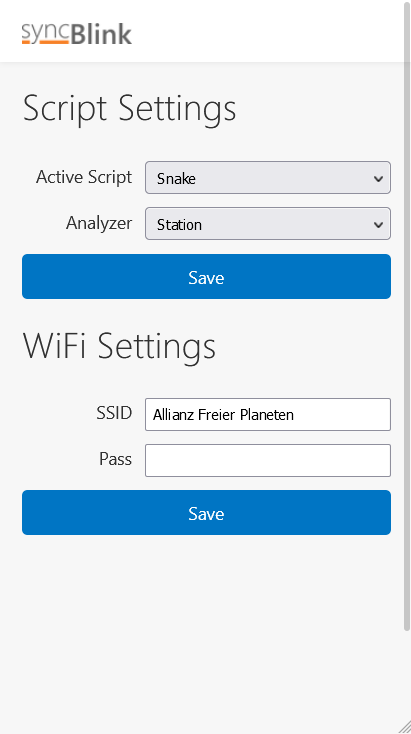 syncBlink
Script Settings
Active Script Snake
Analyzer Station
Save
WiFi Settings
SSID Allianz Freier Planeten
Pass
Save